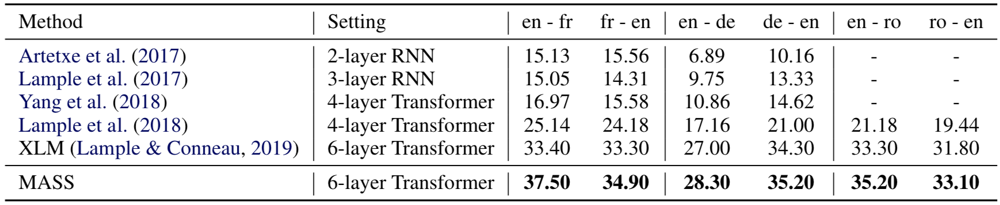 Method Setting en - fr fr - en en - de de - en en - ro ro - en
Artetxe et al. (2017) 2-layer RNN 15.13 15.56 6.89 10.16 - -
Lample et al. (2017) 3-layer RNN 15.05 14.31 9.75 13.33 - -
Yang et al. (2018) 4-layer Transformer 16.97 15.58 10.86 14.62 - -
Lample et al. (2018) 4-layer Transformer 25.14 24.18 17.16 21.00 21.18 19.44
XLM (Lample & Conneau, 2019) 6-layer Transformer 33.40 33.30 27.00 34.30 33.30 31.80
MASS 6-layer Transformer 37.50 34.90 28.30 35.20 35.20 33.10